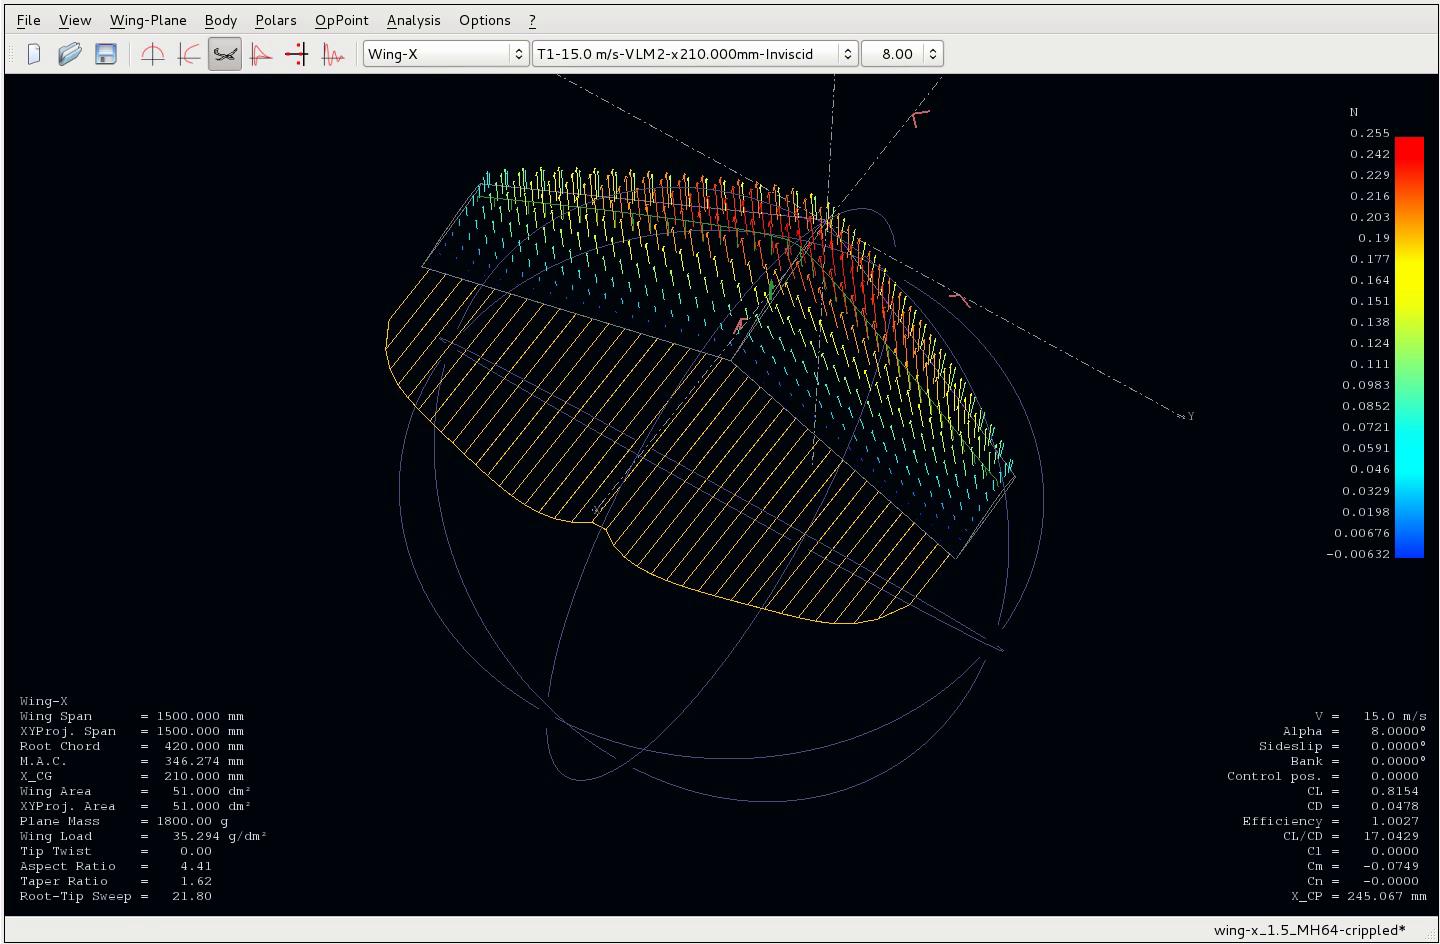 File View Wing-Plane Body Polars OpPoint Analysis Options ?
Wing-X T1-15.0 m/s-VLM2-x210.000mm-Inviscid 8.00
N
0.255
0.242
0.229
0.216
0.203
0.19
0.177
0.164
0.151
0.138
0.124
0.111
0.0983
0.0852
0.0721
0.0591
0.046
0.0329
0.0198
0.00676
-0.00632
Y
X
Wing-X
Wing Span = 1500.000 mm
XYProj. Span = 1500.000 mm
Root Chord = 420.000 mm
M.A.C. = 346.274 mm
X_CG = 210.000 mm
Wing Area = 51.000 dm²
XYProj. Area = 51.000 dm²
Plane Mass = 1800.00 g
Wing Load = 35.294 g/dm²
Tip Twist = 0.00
Aspect Ratio = 4.41
Taper Ratio = 1.62
Root-Tip Sweep = 21.80
V = 15.0 m/s
Alpha = 8.0000°
Sideslip = 0.0000°
Bank = 0.0000°
Control pos. = 0.0000
CL = 0.8154
CD = 0.0478
Efficiency = 1.0027
CL/CD = 17.0429
Cl = 0.0000
Cm = -0.0749
Cn = -0.0000
X_CP = 245.067 mm
wing-x_1.5_MH64-crippled*